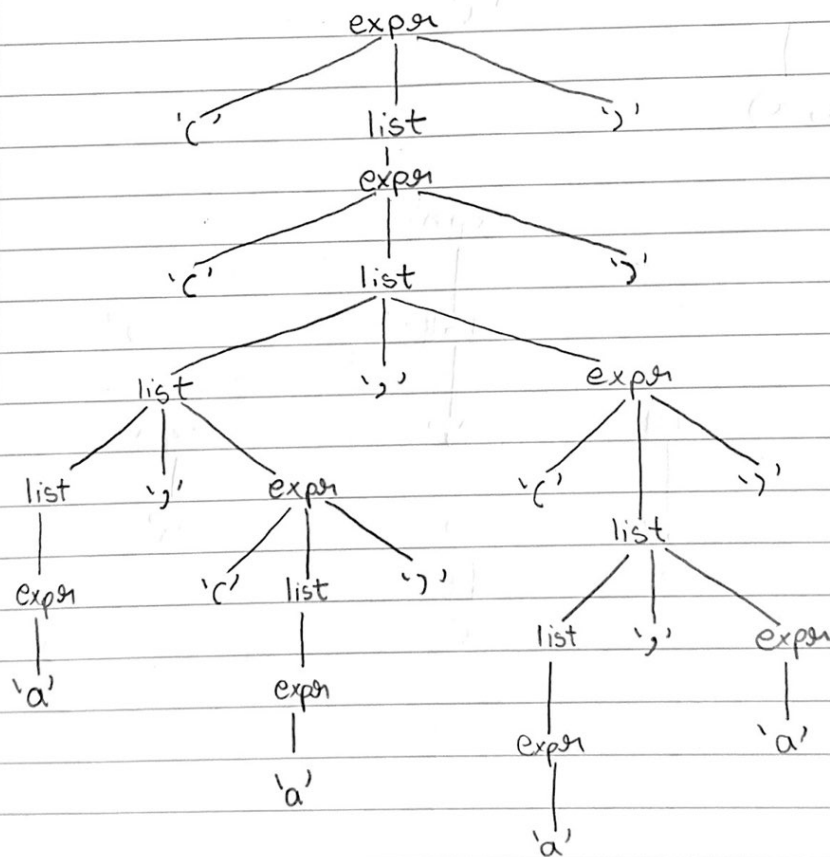 expr
'(' list ')'
expr
'(' list ')'
list ',' expr
list ',' expr '(' ')'
list
expr '(' list ')'
list ',' expr
'a' expr
expr 'a'
'a'
'a'